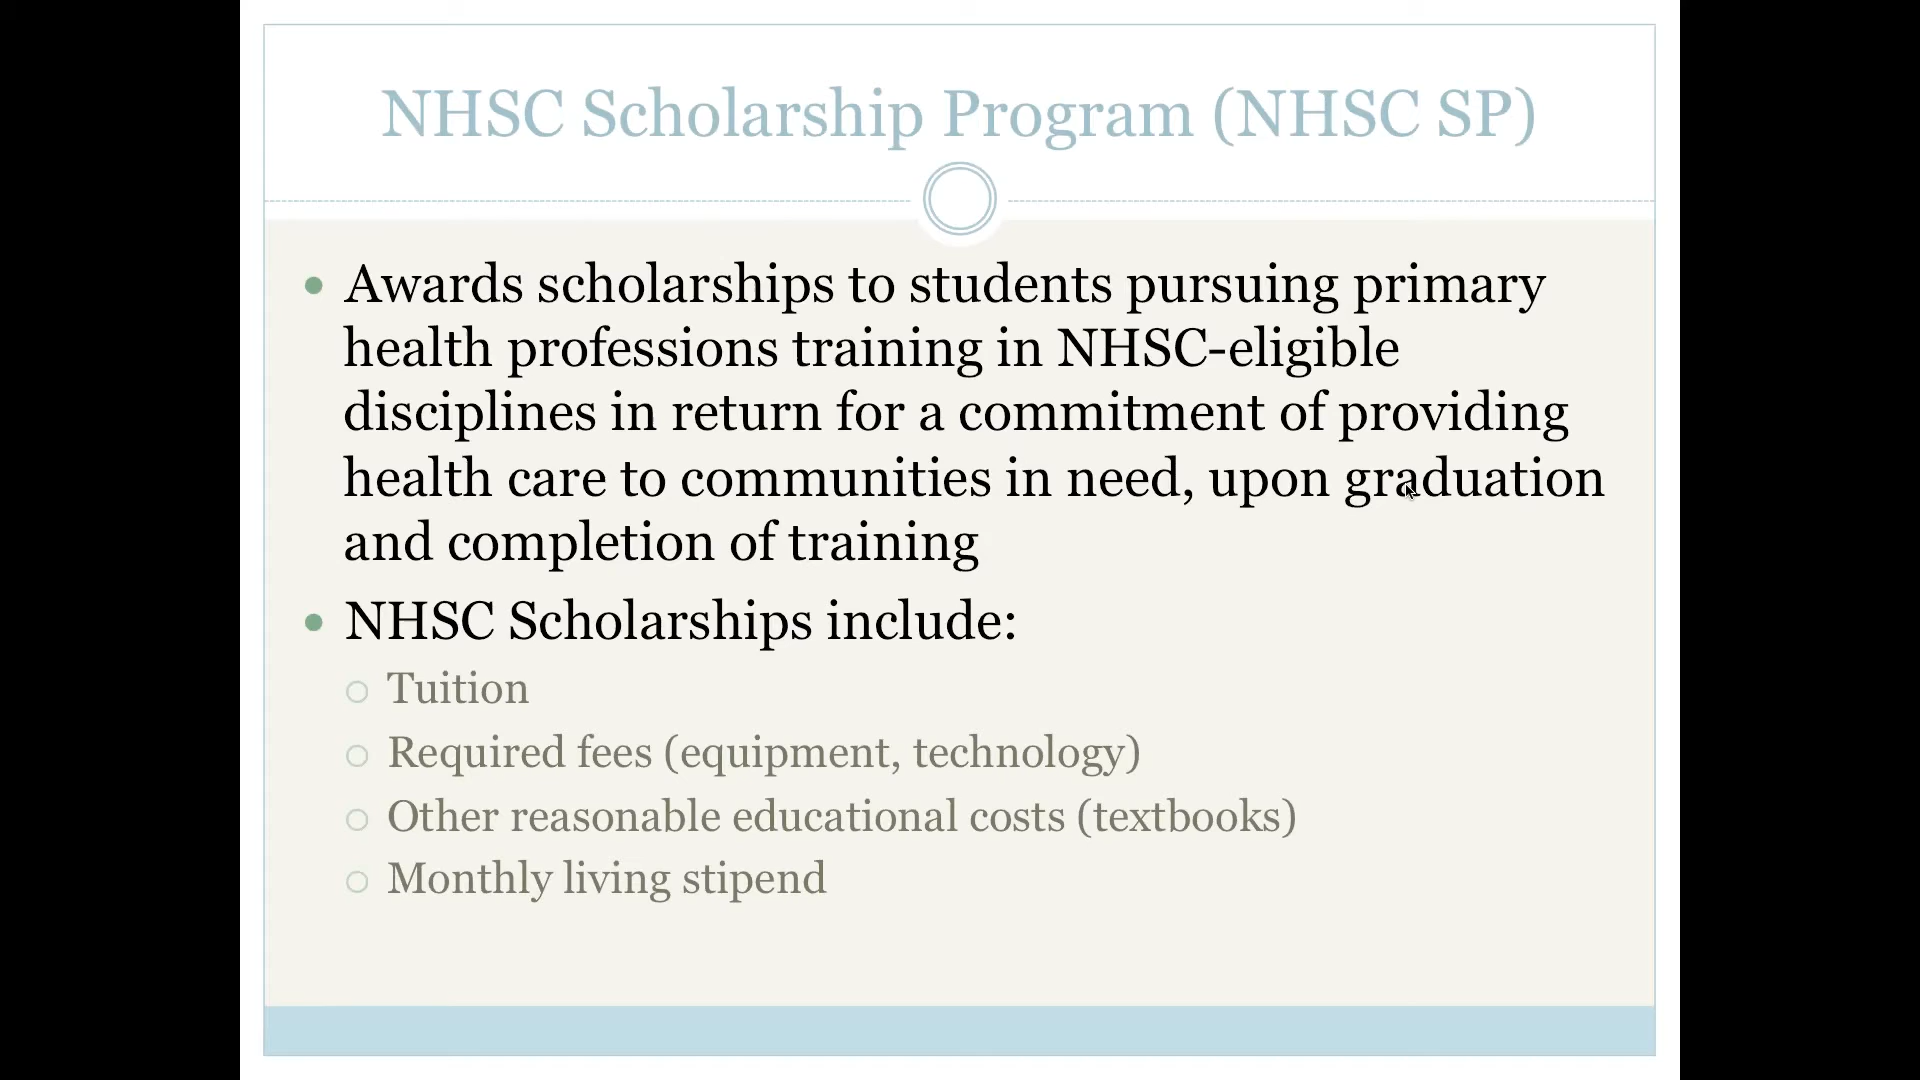 NHSC Scholarship Program (NHSC SP)
Awards scholarships to students pursuing primary
health professions training in NHSC-eligible
disciplines in return for a commitment of providing
health care to communities in need, upon graduation
and completion of training
NHSC Scholarships include:
Tuition
Required fees (equipment, technology)
Other reasonable educational costs (textbooks)
Monthly living stipend